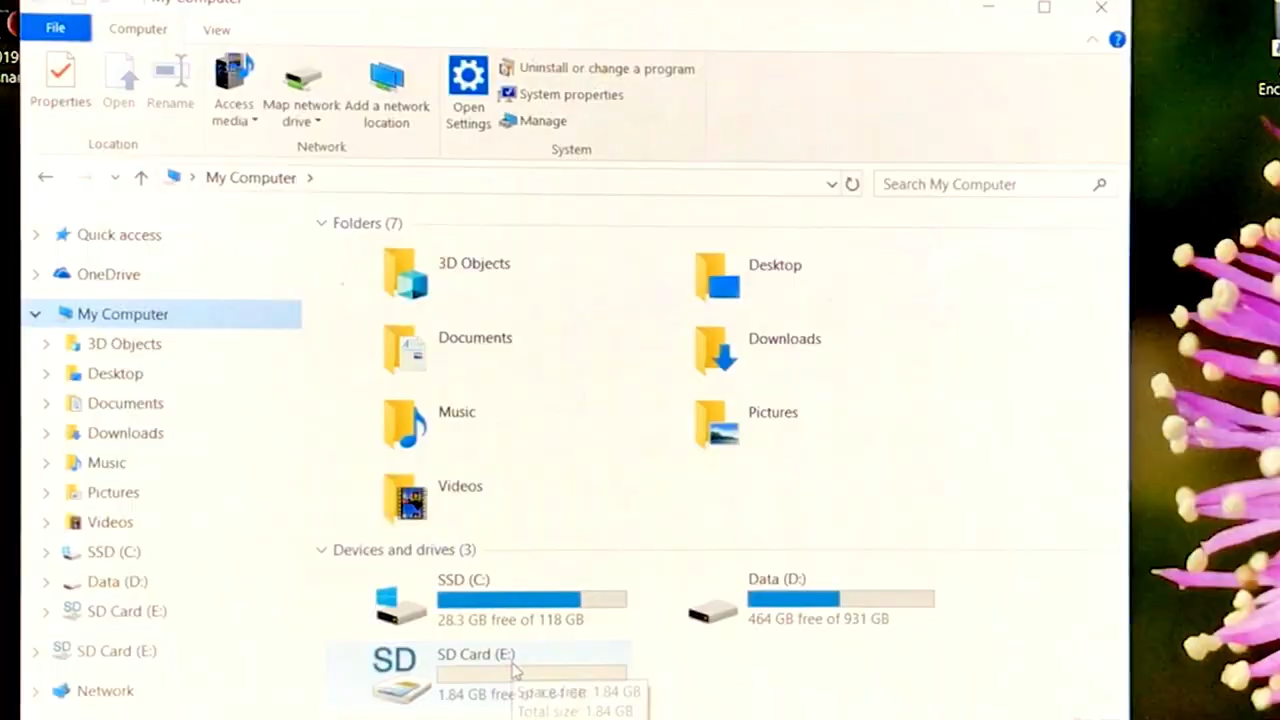 My Computer
File
Computer
View
Properties
Open
Rename
Access media
Map network drive
Add a network location
Open Settings
Uninstall or change a program
System properties
Manage
Location
Network
System
My Computer
Search My Computer
Quick access
OneDrive
My Computer
3D Objects
Desktop
Documents
Downloads
Music
Pictures
Videos
SSD (C:)
Data (D:)
SD Card (E:)
SD Card (E:)
Network
Folders (7)
3D Objects
Desktop
Documents
Downloads
Music
Pictures
Videos
Devices and drives (3)
SSD (C:)
28.3 GB free of 118 GB
Data (D:)
464 GB free of 931 GB
SD
SD Card (E:)
1.84 GB free
Space free: 1.84 GB
Total size: 1.84 GB
Enc